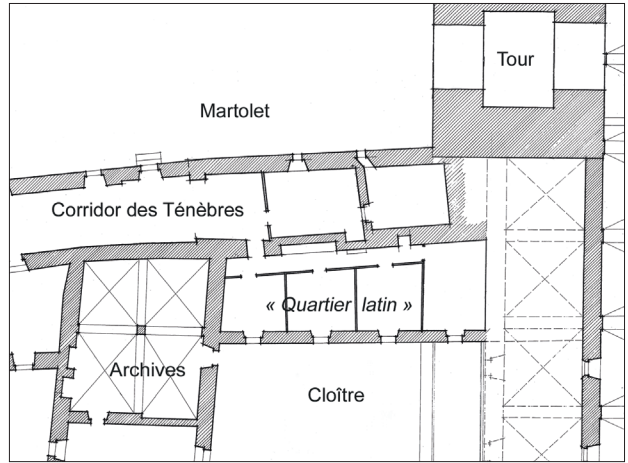 Tour
Martolet
Corridor des Ténèbres
« Quartier latin »
Archives
Cloître